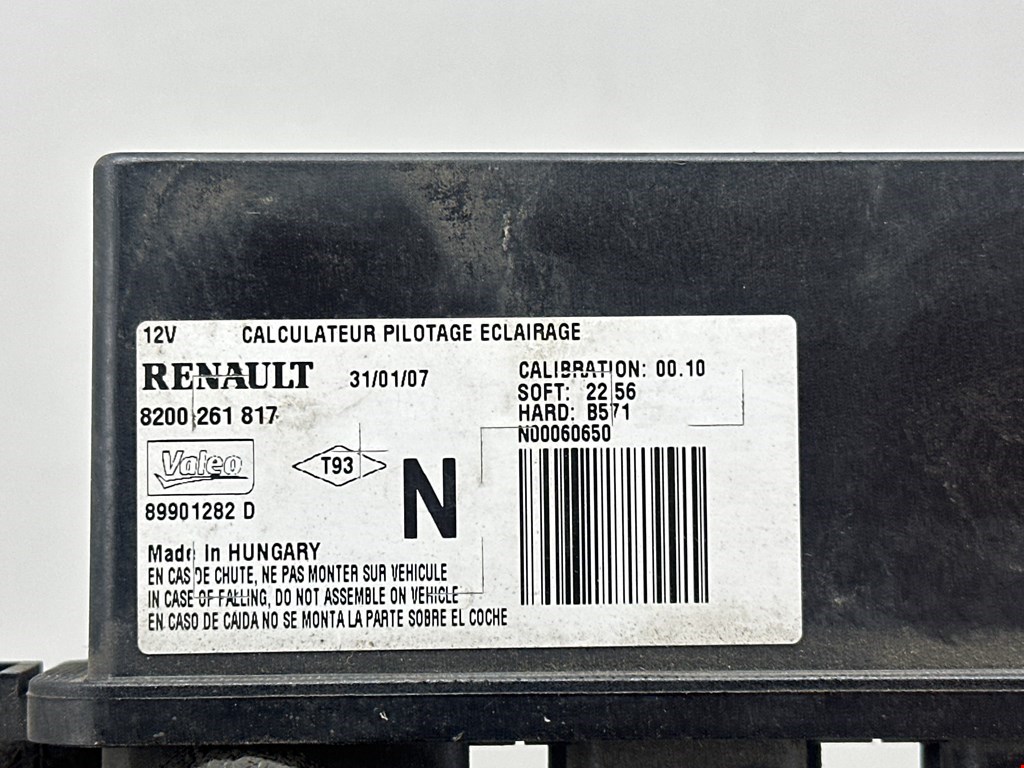 12V CALCULATEUR PILOTAGE ECLAIRAGE
RENAULT 31/01/07
8200 261 817
CALIBRATION: 00.10
SOFT: 22 56
HARD: B571
N00060650
Valeo
T93
N
89901282 D
Made In HUNGARY
EN CAS DE CHUTE, NE PAS MONTER SUR VEHICULE
IN CASE OF FALLING, DO NOT ASSEMBLE ON VEHICLE
EN CASO DE CAIDA NO SE MONTA LA PARTE SOBRE EL COCHE